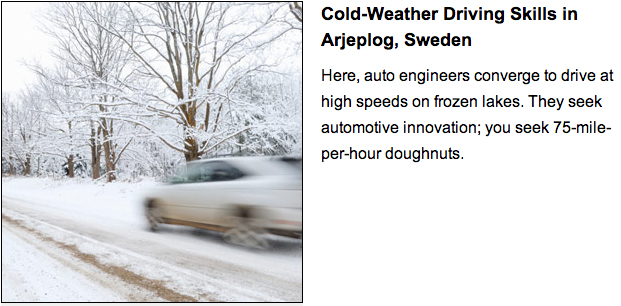 Cold-Weather Driving Skills in
Arjeplog, Sweden
Here, auto engineers converge to drive at
high speeds on frozen lakes. They seek
automotive innovation; you seek 75-mile-
per-hour doughnuts.